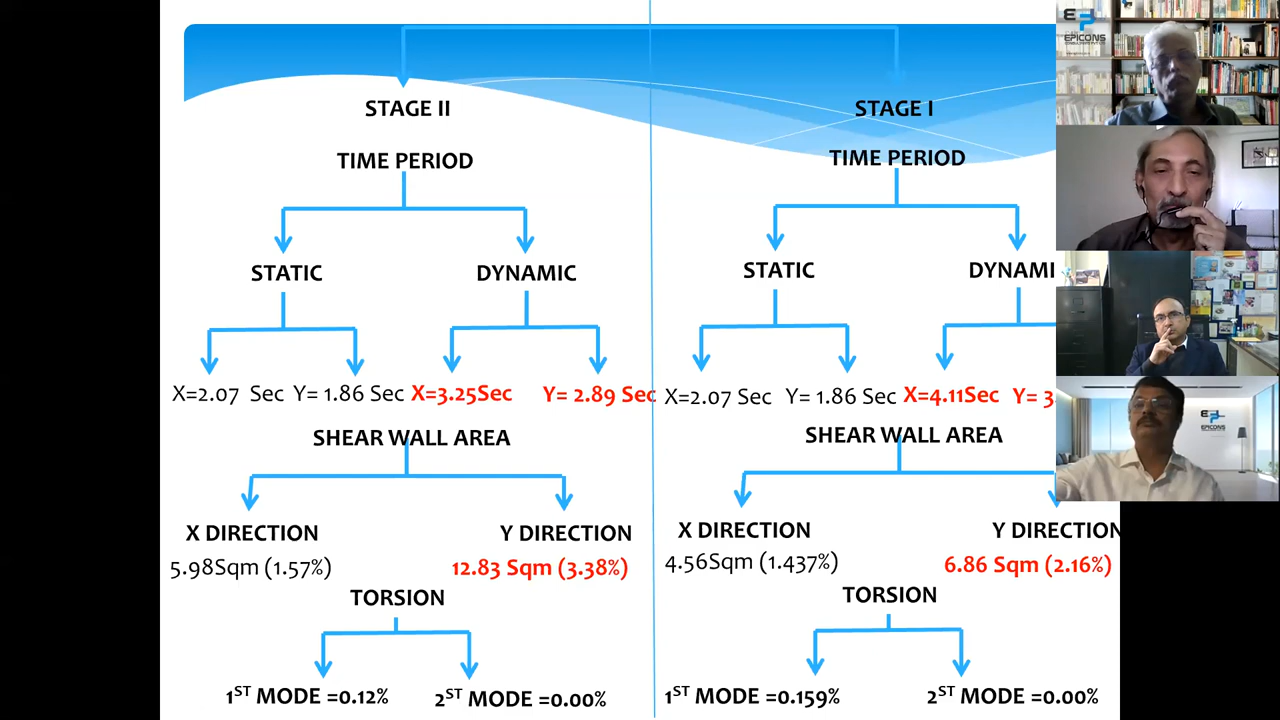 STAGE II
TIME PERIOD
STATIC DYNAMIC
X=2.07 Sec Y= 1.86 Sec X=3.25Sec Y= 2.89 Sec
SHEAR WALL AREA
X DIRECTION Y DIRECTION
5.98Sqm (1.57%) 12.83 Sqm (3.38%)
TORSION
1ST MODE =0.12% 2ST MODE =0.00%
STAGE I
TIME PERIOD
STATIC DYNAMI
X=2.07 Sec Y= 1.86 Sec X=4.11Sec Y= 3.
SHEAR WALL AREA
X DIRECTION Y DIRECTION
4.56Sqm (1.437%) 6.86 Sqm (2.16%)
TORSION
1ST MODE =0.159% 2ST MODE =0.00%
EPICONS
EPICONS